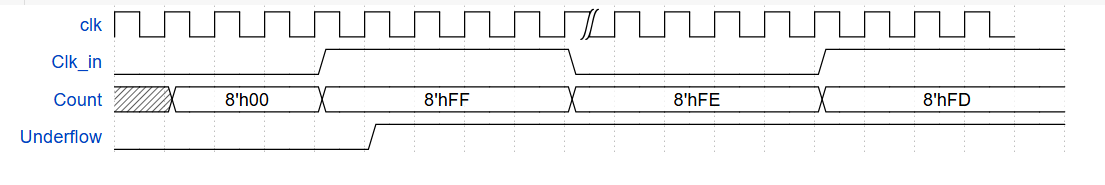 clk
Clk_in
Count 8'h00 8'hFF 8'hFE 8'hFD
Underflow